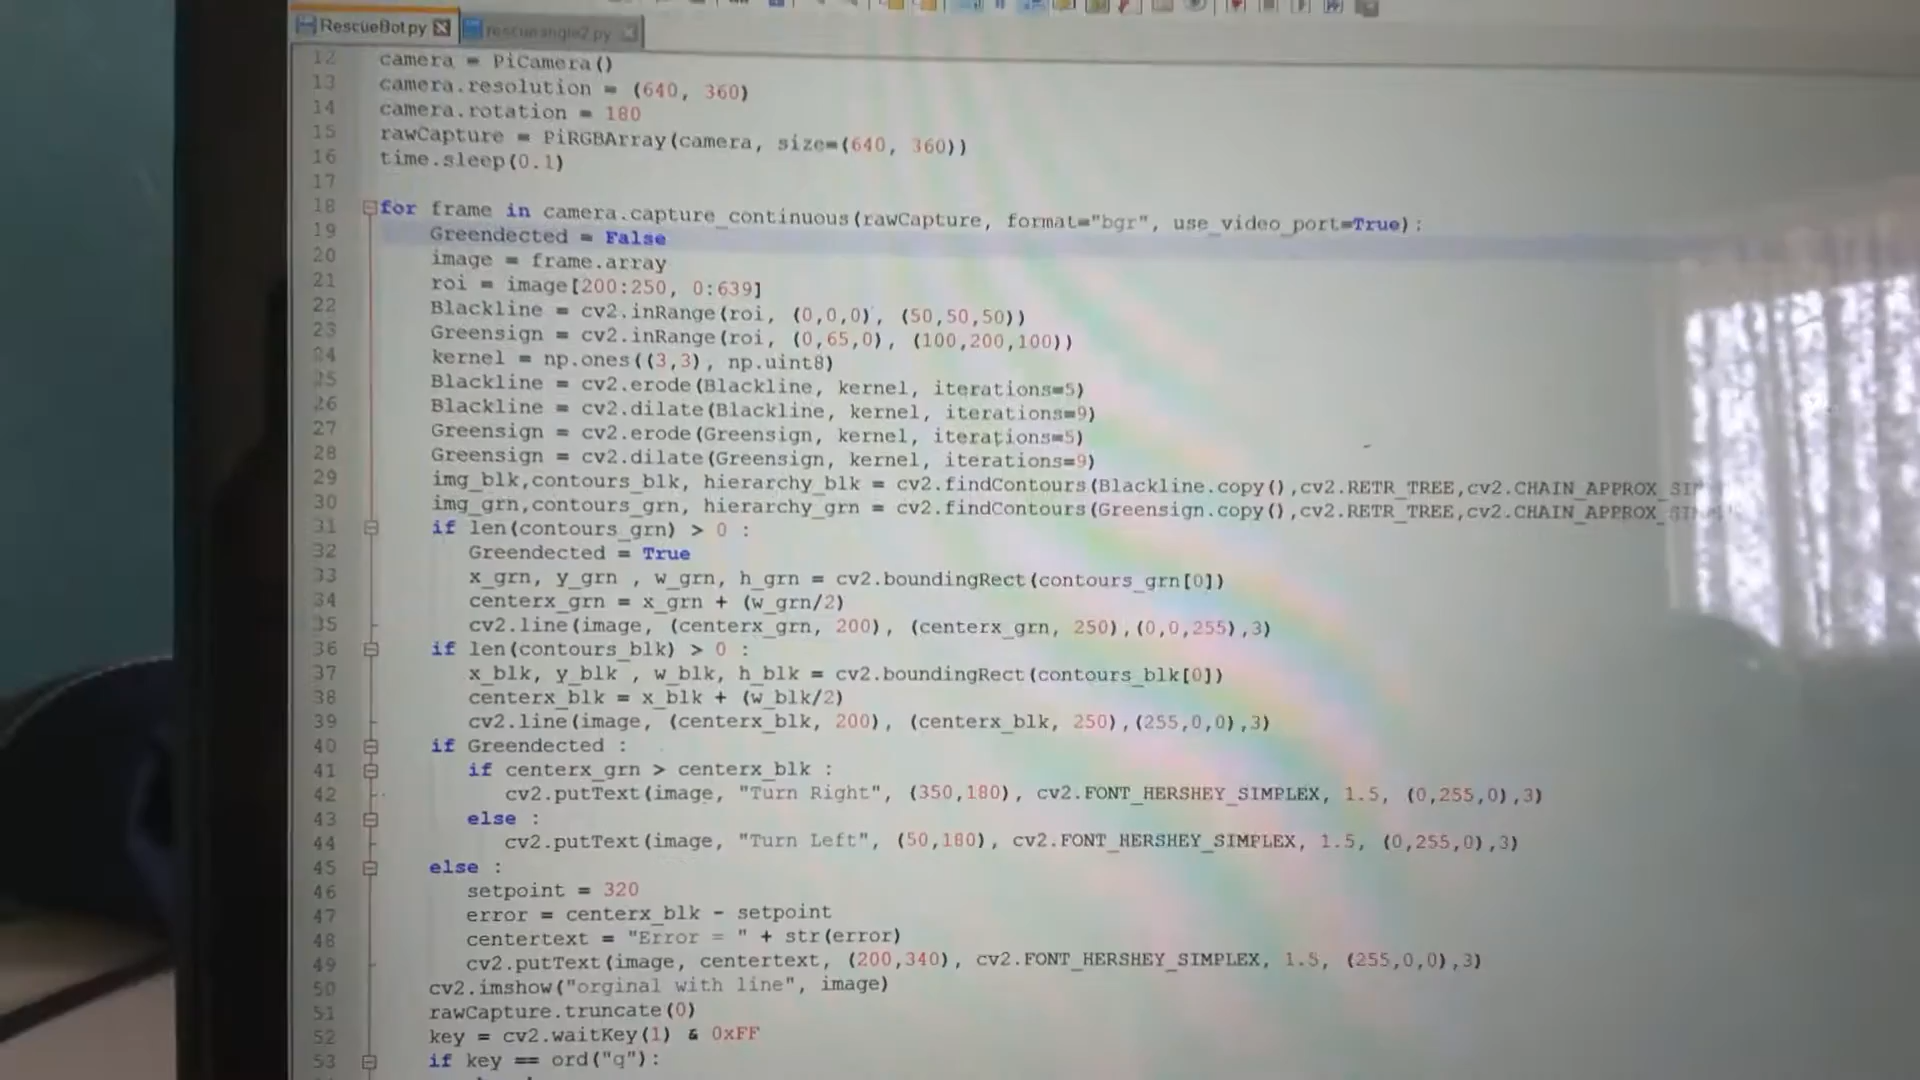 RescueBot.py
rescueangle2.py
12 camera = PiCamera()
13 camera.resolution = (640, 360)
14 camera.rotation = 180
15 rawCapture = PiRGBArray(camera, size=(640, 360))
16 time.sleep(0.1)
17
18 for frame in camera.capture_continuous(rawCapture, format="bgr", use_video_port=True):
19 Greendected = False
20 image = frame.array
21 roi = image[200:250, 0:639]
22 Blackline = cv2.inRange(roi, (0,0,0), (50,50,50))
23 Greensign = cv2.inRange(roi, (0,65,0), (100,200,100))
24 kernel = np.ones((3,3), np.uint8)
25 Blackline = cv2.erode(Blackline, kernel, iterations=5)
26 Blackline = cv2.dilate(Blackline, kernel, iterations=9)
27 Greensign = cv2.erode(Greensign, kernel, iterations=5)
28 Greensign = cv2.dilate(Greensign, kernel, iterations=9)
29 img_blk,contours_blk, hierarchy_blk = cv2.findContours(Blackline.copy(),cv2.RETR_TREE,cv2.CHAIN_APPROX_
30 img_grn,contours_grn, hierarchy_grn = cv2.findContours(Greensign.copy(),cv2.RETR_TREE,cv2.CHAIN_APPROX_
31 if len(contours_grn) > 0 :
32 Greendected = True
33 x_grn, y_grn , w_grn, h_grn = cv2.boundingRect(contours_grn[0])
34 centerx_grn = x_grn + (w_grn/2)
35 cv2.line(image, (centerx_grn, 200), (centerx_grn, 250),(0,0,255),3)
36 if len(contours_blk) > 0 :
37 x_blk, y_blk , w_blk, h_blk = cv2.boundingRect(contours_blk[0])
38 centerx_blk = x_blk + (w_blk/2)
39 cv2.line(image, (centerx_blk, 200), (centerx_blk, 250),(255,0,0),3)
40 if Greendected :
41 if centerx_grn > centerx_blk :
42 cv2.putText(image, "Turn Right", (350,180), cv2.FONT_HERSHEY_SIMPLEX, 1.5, (0,255,0),3)
43 else :
44 cv2.putText(image, "Turn Left", (50,180), cv2.FONT_HERSHEY_SIMPLEX, 1.5, (0,255,0),3)
45 else :
46 setpoint = 320
47 error = centerx_blk - setpoint
48 centertext = "Error = " + str(error)
49 cv2.putText(image, centertext, (200,340), cv2.FONT_HERSHEY_SIMPLEX, 1.5, (255,0,0),3)
50 cv2.imshow("orginal with line", image)
51 rawCapture.truncate(0)
52 key = cv2.waitKey(1) & 0xFF
53 if key == ord("q"):